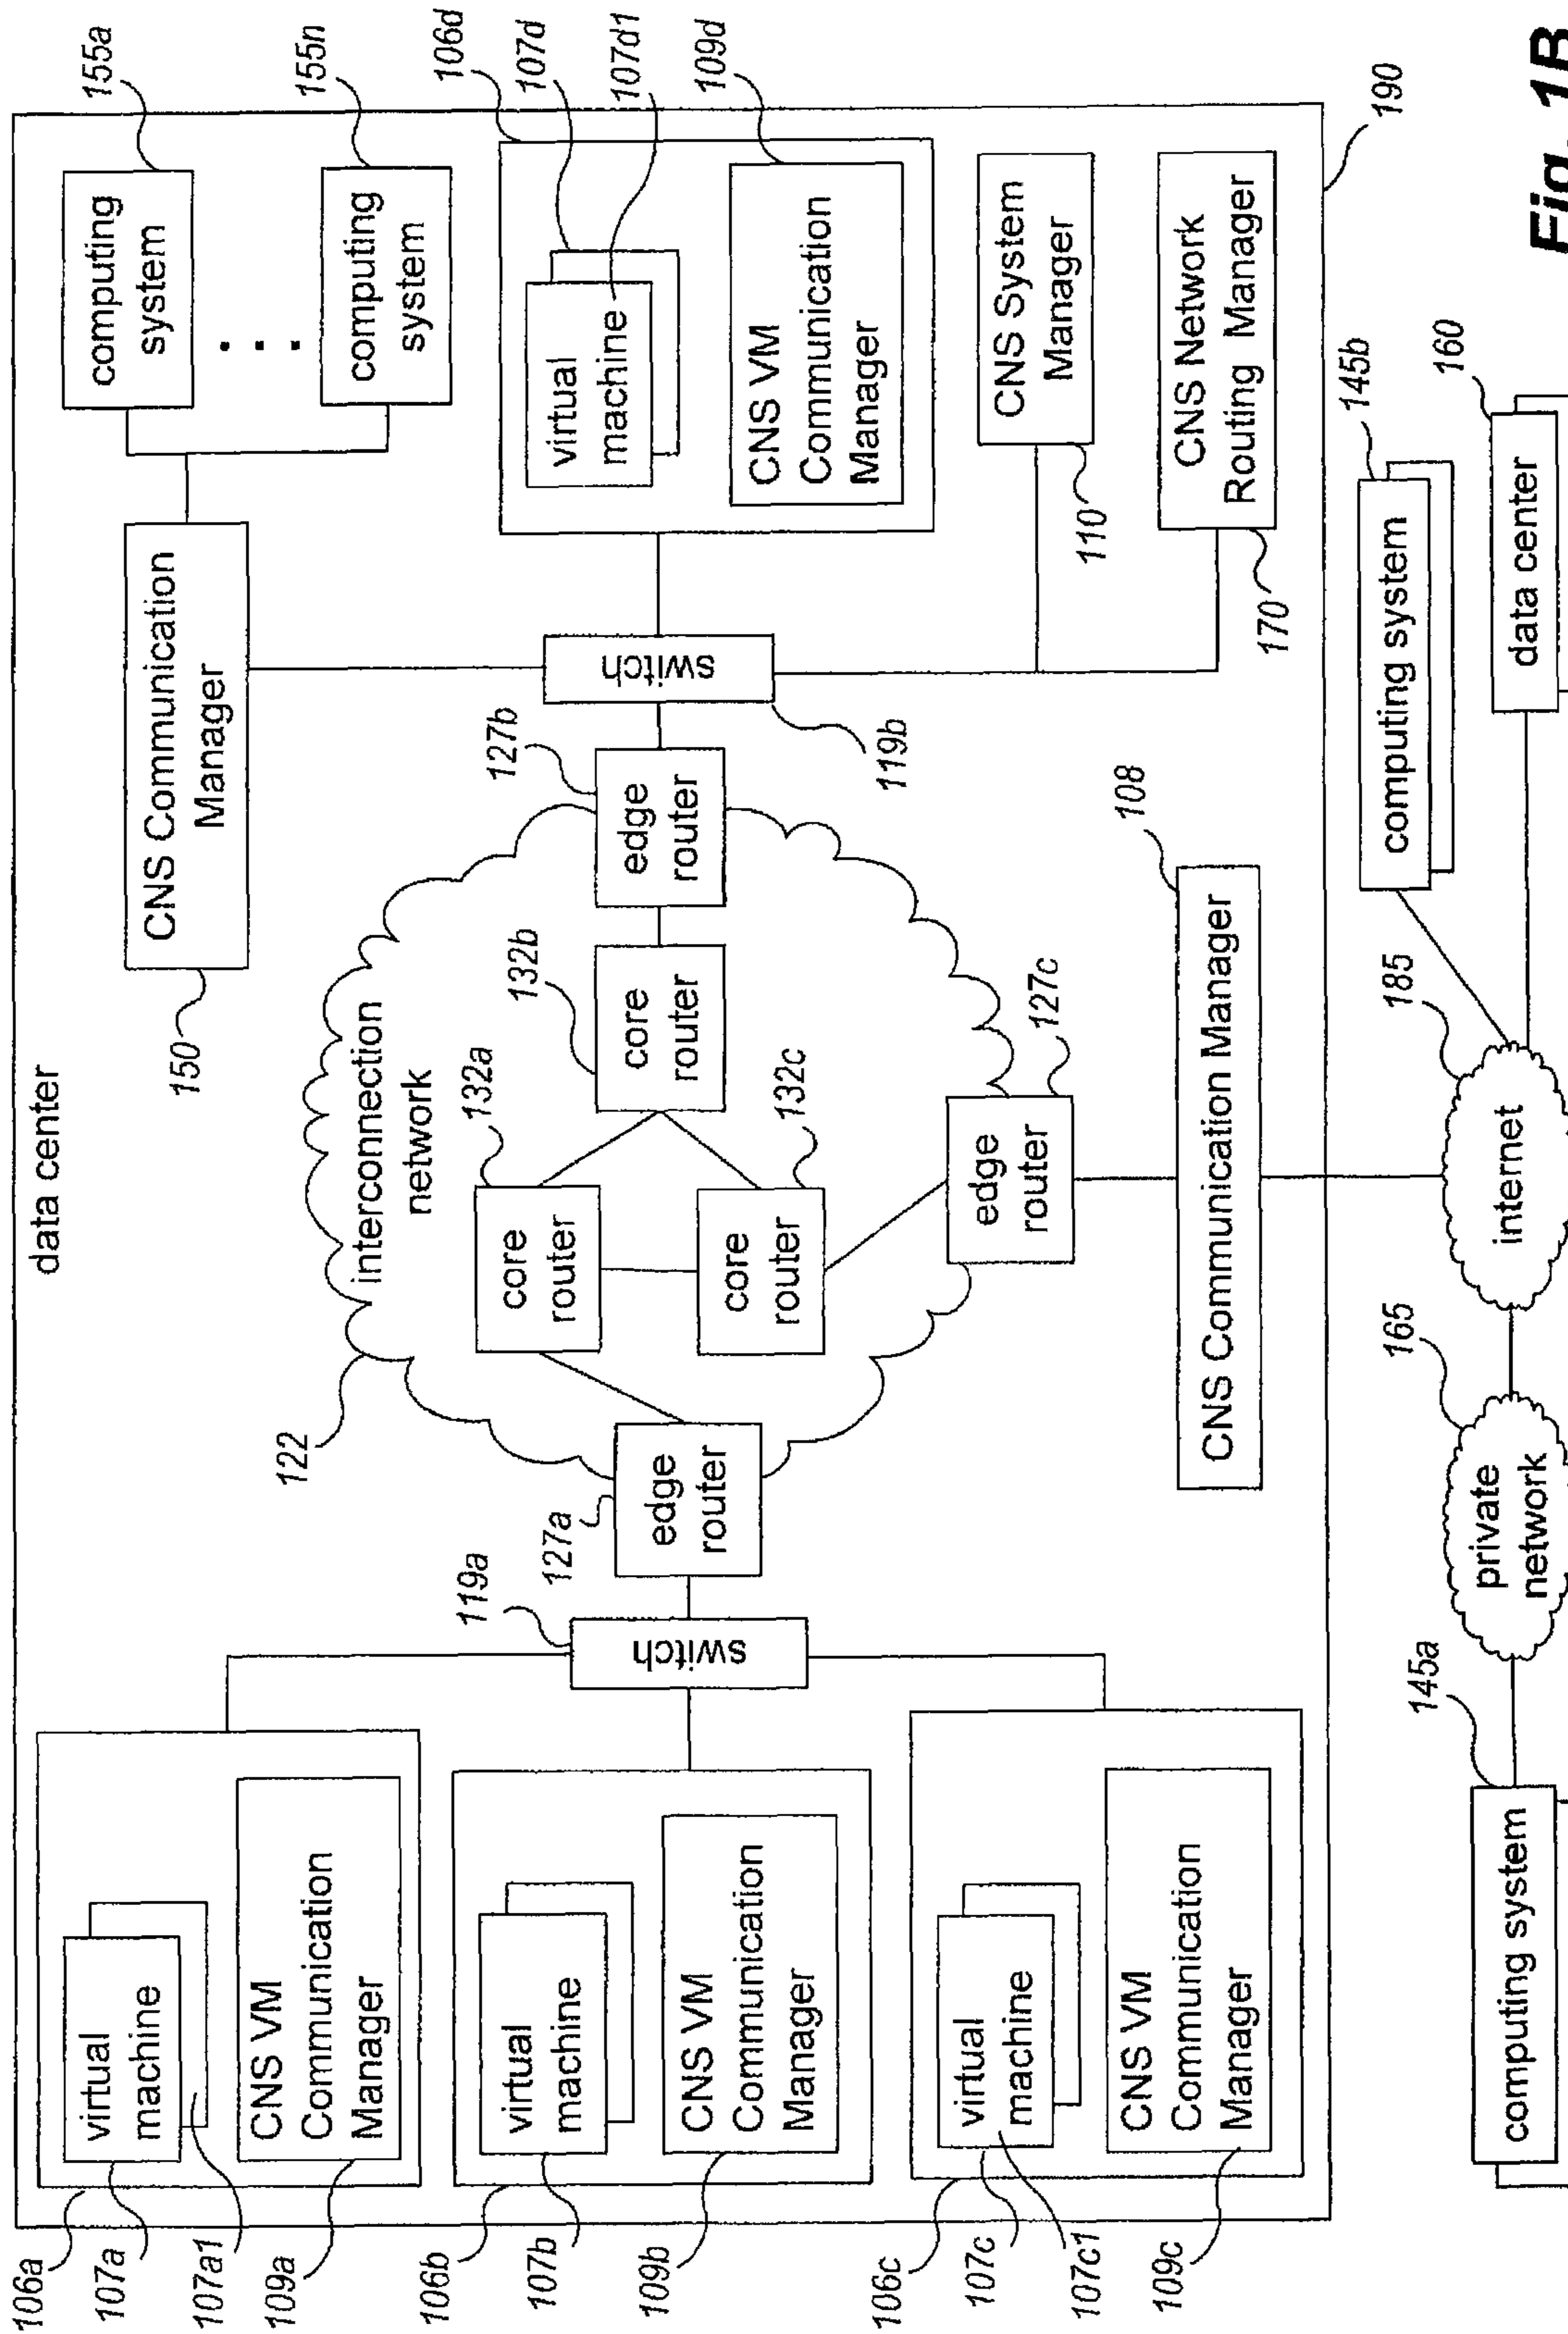 data center
155a
computing
system
...
155n
computing
system
CNS Communication
Manager
150
106a
107a
107a1
109a
virtual
machine
CNS VM
Communication
Manager
106b
107b
109b
virtual
machine
CNS VM
Communication
Manager
106c
107c
107c1
109c
virtual
machine
CNS VM
Communication
Manager
119a
switch
127a
edge
router
122
interconnection
network
132a
core
router
132b
core
router
132c
core
router
127b
edge
router
127c
edge
router
119b
switch
106d
107d
107d1
109d
virtual
machine
CNS VM
Communication
Manager
CNS System
Manager
110
CNS Network
Routing Manager
170
108
CNS Communication Manager
190
145a
computing system
165
private
network
185
internet
145b
computing system
160
data center
Fig. 1B